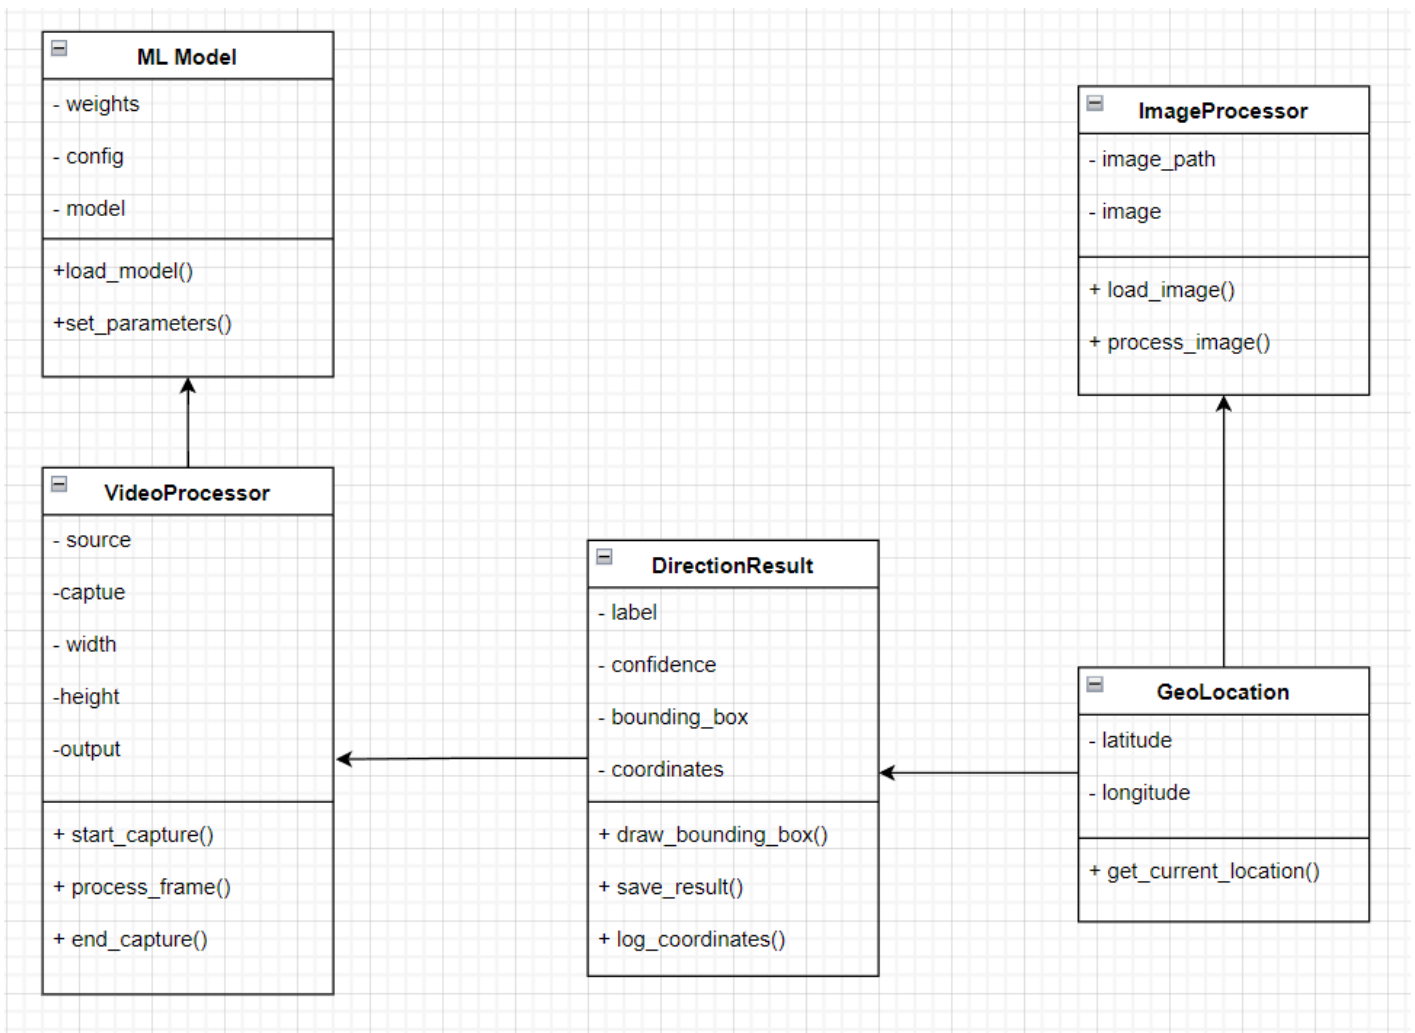 ML Model
- weights
- config
- model
+load_model()
+set_parameters()
ImageProcessor
- image_path
- image
+ load_image()
+ process_image()
VideoProcessor
- source
-captue
- width
-height
-output
+ start_capture()
+ process_frame()
+ end_capture()
DirectionResult
- label
- confidence
- bounding_box
- coordinates
+ draw_bounding_box()
+ save_result()
+ log_coordinates()
GeoLocation
- latitude
- longitude
+ get_current_location()